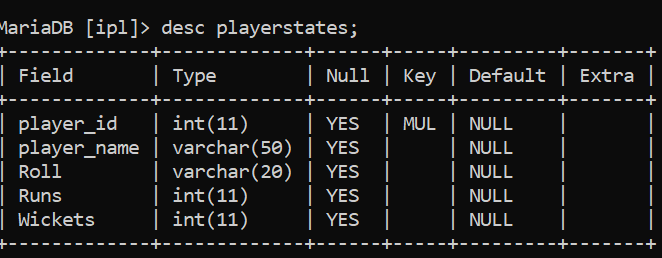 MariaDB [ipl]> desc playerstates;
+-------------+-------------+------+-----+---------+-------+
| Field       | Type        | Null | Key | Default | Extra |
+-------------+-------------+------+-----+---------+-------+
| player_id   | int(11)     | YES  | MUL | NULL    |       |
| player_name | varchar(50) | YES  |     | NULL    |       |
| Roll        | varchar(20) | YES  |     | NULL    |       |
| Runs        | int(11)     | YES  |     | NULL    |       |
| Wickets     | int(11)     | YES  |     | NULL    |       |
+-------------+-------------+------+-----+---------+-------+